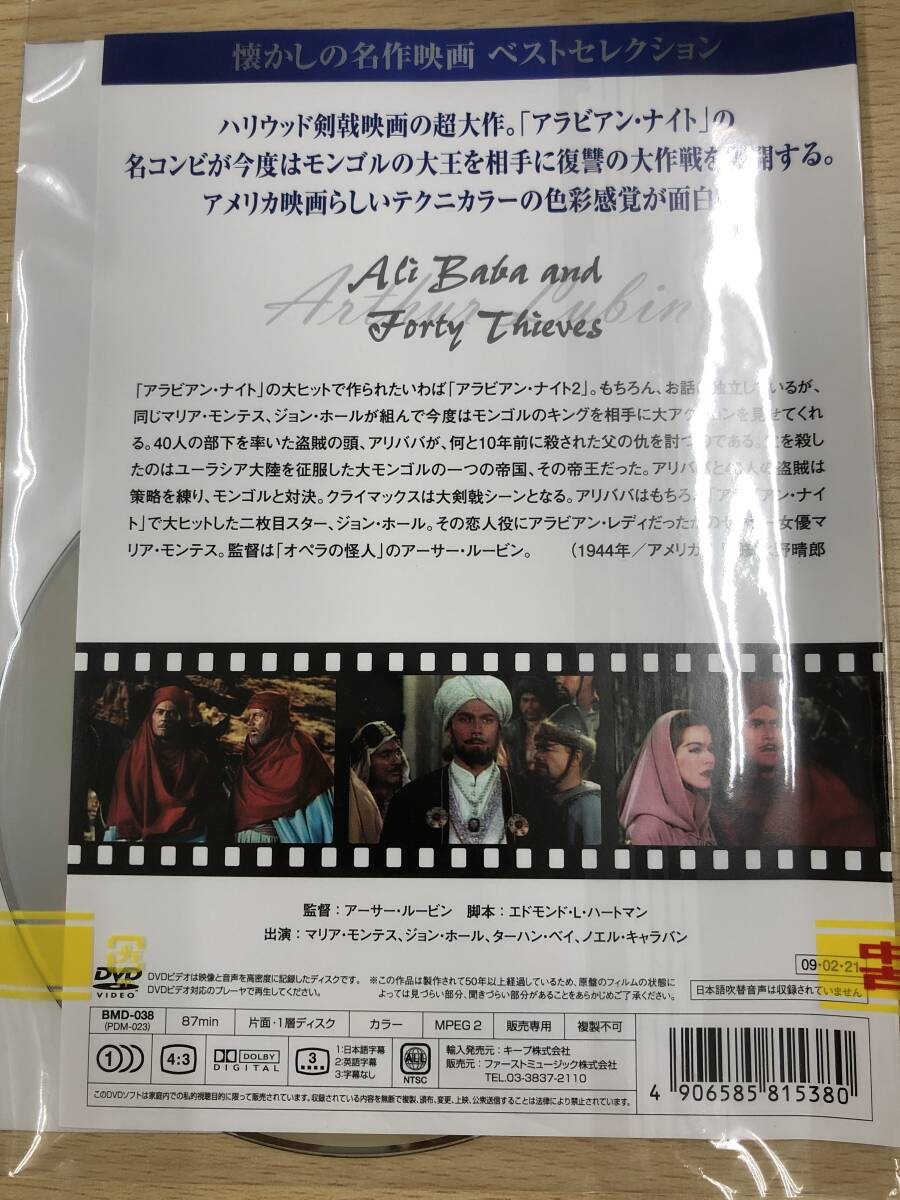 懐かしの名作映画 ベストセレクション
ハリウッド剣戟映画の超大作。「アラビアン・ナイト」の
名コンビが今度はモンゴルの大王を相手に復讐の大作戦を開する。
アメリカ映画らしいテクニカラーの色彩感覚が面白
Arthur Lubin
Ali Baba and
Forty Thieves
「アラビアン・ナイト」の大ヒットで作られたいわば「アラビアン・ナイト2」。もちろん、お話は独立しているが、
同じマリア・モンテス、ジョン・ホールが組んで今度はモンゴルのキングを相手に大アクションを見せてくれ
る。40人の部下を率いた盗賊の頭、アリババが、何と10年前に殺された父の仇を討つのである。父を殺し
たのはユーラシア大陸を征服した大モンゴルの一つの帝国、その帝王だった。アリババと40人の盗賊は
策略を練り、モンゴルと対決。クライマックスは大剣戟シーンとなる。アリババはもちろん「アラビアン・ナイ
ト」で大ヒットした二枚目スター、ジョン・ホール。その恋人役にアラビアン・レディだった 女優マ
リア・モンテス。監督は「オペラの怪人」のアーサー・ルービン。 (1944年/アメリカ 野晴郎
監督：アーサー・ルービン 脚本：エドモンド・L・ハートマン
出演：マリア・モンテス、ジョン・ホール、ターハン・ベイ、ノエル・キャラバン
中古
09・02・21
DVD VIDEO
DVDビデオは映像と音声を高密度に記録したディスクです。
DVDビデオ対応のプレーヤで再生してください。
※この作品は製作されて50年以上経過しているため、原盤のフィルムの状態に
よっては見づらい部分、聞きづらい部分があることをあらかじめご了承ください。
日本語吹替音声は収録されていません
BMD-038
(PDM-023)
87min
片面・1層ディスク
カラー
MPEG 2
販売専用
複製不可
1
4:3
DOLBY DIGITAL
3
1:日本語字幕
2:英語字幕
3:字幕なし
ALL
NTSC
輸入発売元：キープ株式会社
販売元：ファーストミュージック株式会社
TEL.03-3837-2110
4 906585 815380
このDVDソフトは家庭内での私的視聴目的に限って販売されています。収録されている内容を無断で複製、頒布、変更、上映、公衆送信することは法律により禁止されています。